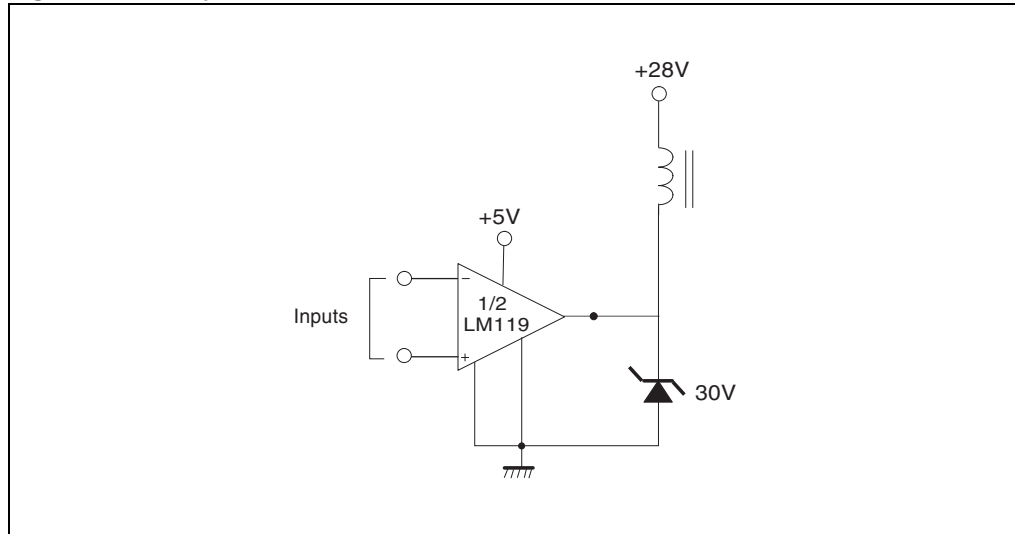 +28V
+5V
−
1/2
LM119
Inputs
+
30V